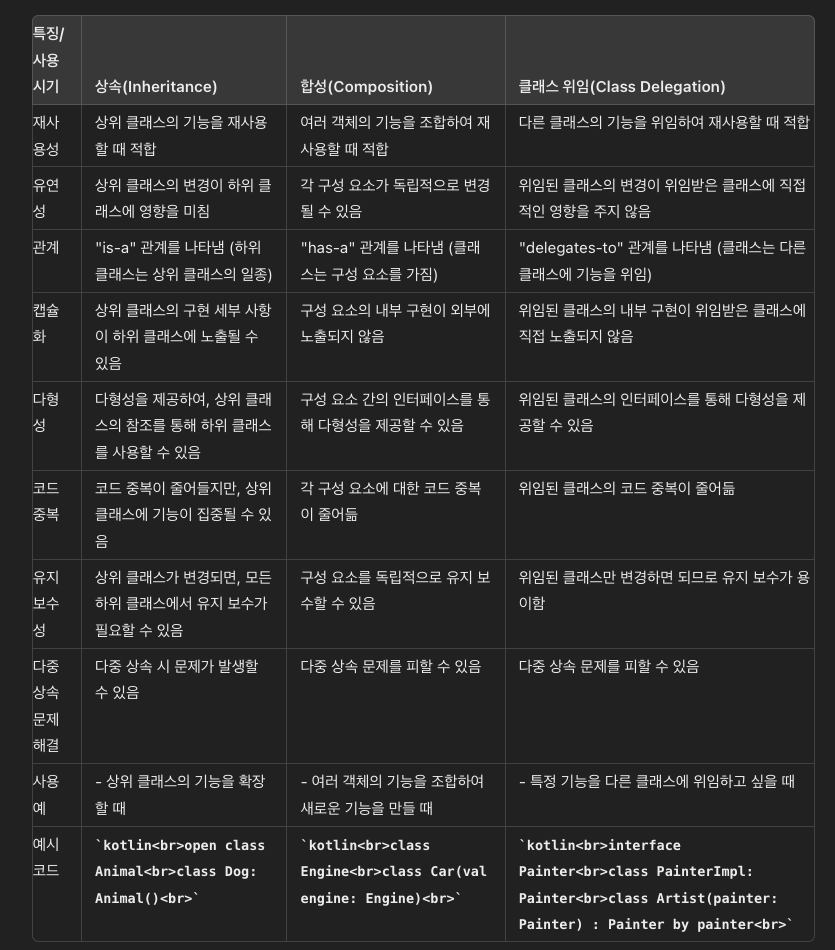 특징/
사용
시기
상속(Inheritance)
합성(Composition)
클래스 위임(Class Delegation)
재사
용성
상위 클래스의 기능을 재사용
할 때 적합
여러 객체의 기능을 조합하여 재
사용할 때 적합
다른 클래스의 기능을 위임하여 재사용할 때 적합
유연
성
상위 클래스의 변경이 하위 클
래스에 영향을 미침
각 구성 요소가 독립적으로 변경
될 수 있음
위임된 클래스의 변경이 위임받은 클래스에 직접
적인 영향을 주지 않음
관계
"is-a" 관계를 나타냄 (하위
클래스는 상위 클래스의 일종)
"has-a" 관계를 나타냄 (클래
스는 구성 요소를 가짐)
"delegates-to" 관계를 나타냄 (클래스는 다른
클래스에 기능을 위임)
캡슐
화
상위 클래스의 구현 세부 사항
이 하위 클래스에 노출될 수
있음
구성 요소의 내부 구현이 외부에
노출되지 않음
위임된 클래스의 내부 구현이 위임받은 클래스에
직접 노출되지 않음
다형
성
다형성을 제공하여, 상위 클래
스의 참조를 통해 하위 클래스
를 사용할 수 있음
구성 요소 간의 인터페이스를 통
해 다형성을 제공할 수 있음
위임된 클래스의 인터페이스를 통해 다형성을 제
공할 수 있음
코드
중복
코드 중복이 줄어들지만, 상위
클래스에 기능이 집중될 수 있
음
각 구성 요소에 대한 코드 중복
이 줄어듦
위임된 클래스의 코드 중복이 줄어듦
유지
보수
성
상위 클래스가 변경되면, 모든
하위 클래스에서 유지 보수가
필요할 수 있음
구성 요소를 독립적으로 유지 보
수할 수 있음
위임된 클래스만 변경하면 되므로 유지 보수가 용
이함
다중
상속
문제
해결
다중 상속 시 문제가 발생할
수 있음
다중 상속 문제를 피할 수 있음
다중 상속 문제를 피할 수 있음
사용
예
- 상위 클래스의 기능을 확장
할 때
- 여러 객체의 기능을 조합하여
새로운 기능을 만들 때
- 특정 기능을 다른 클래스에 위임하고 싶을 때
예시
코드
`kotlin<br>open class
Animal<br>class Dog:
Animal()<br>`
`kotlin<br>class
Engine<br>class Car(val
engine: Engine)<br>`
`kotlin<br>interface
Painter<br>class PainterImpl:
Painter<br>class Artist(painter:
Painter) : Painter by painter<br>`